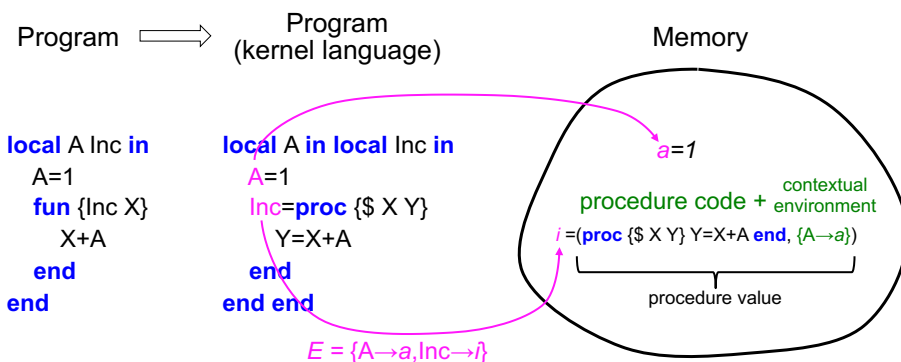 Program
Program
(kernel language)
Memory
local A Inc in
A=1
fun {Inc X}
X+A
end
end
local A in local Inc in
A=1
Inc=proc {$ X Y}
Y=X+A
end
end end
E = {A→a,Inc→i}
a=1
procedure code + contextual
environment
i =(proc {$ X Y} Y=X+A end, {A→a})
procedure value